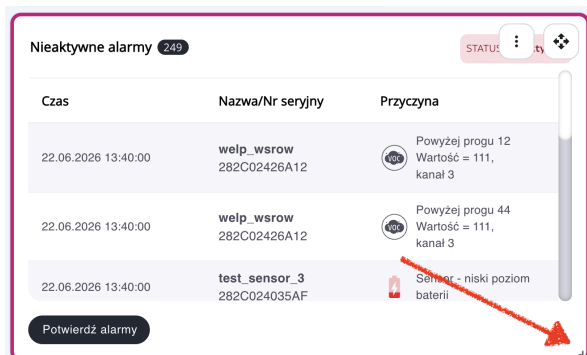 Nieaktywne alarmy 249
STATUS
Czas Nazwa/Nr seryjny Przyczyna
22.06.2026 13:40:00
welp_wsrow
282C02426A12
VOC
Powyżej progu 12
Wartość = 111,
kanał 3
22.06.2026 13:40:00
welp_wsrow
282C02426A12
VOC
Powyżej progu 44
Wartość = 111,
kanał 3
22.06.2026 13:40:00
test_sensor_3
282C024035AF
Sensor - niski poziom
baterii
Potwierdź alarmy